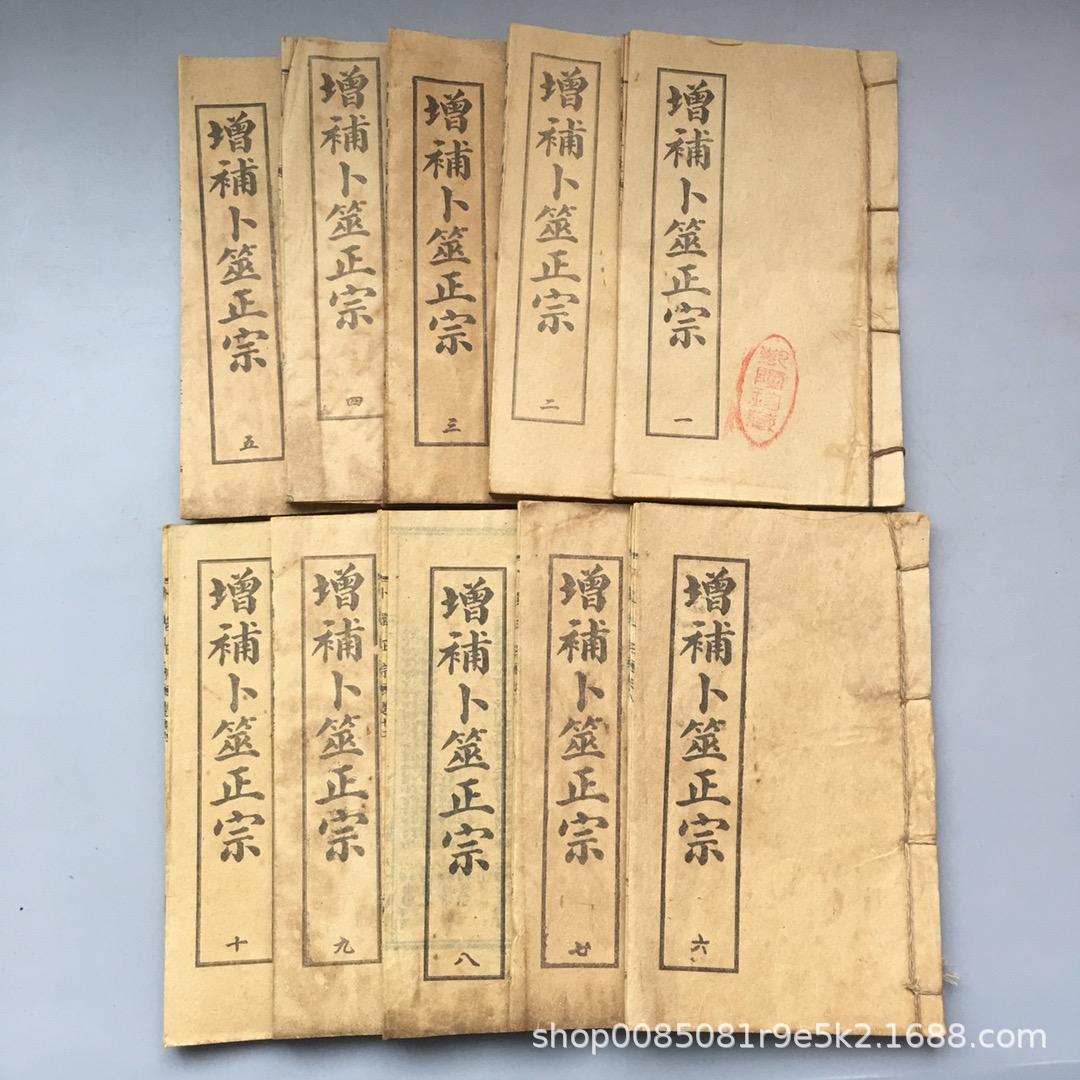 增補卜筮正宗
一
增補卜筮正宗
二
增補卜筮正宗
三
增補卜筮正宗
四
增補卜筮正宗
五
增補卜筮正宗
六
增補卜筮正宗
七
增補卜筮正宗
八
增補卜筮正宗
九
增補卜筮正宗
十
shop0085081r9e5k2.1688.com